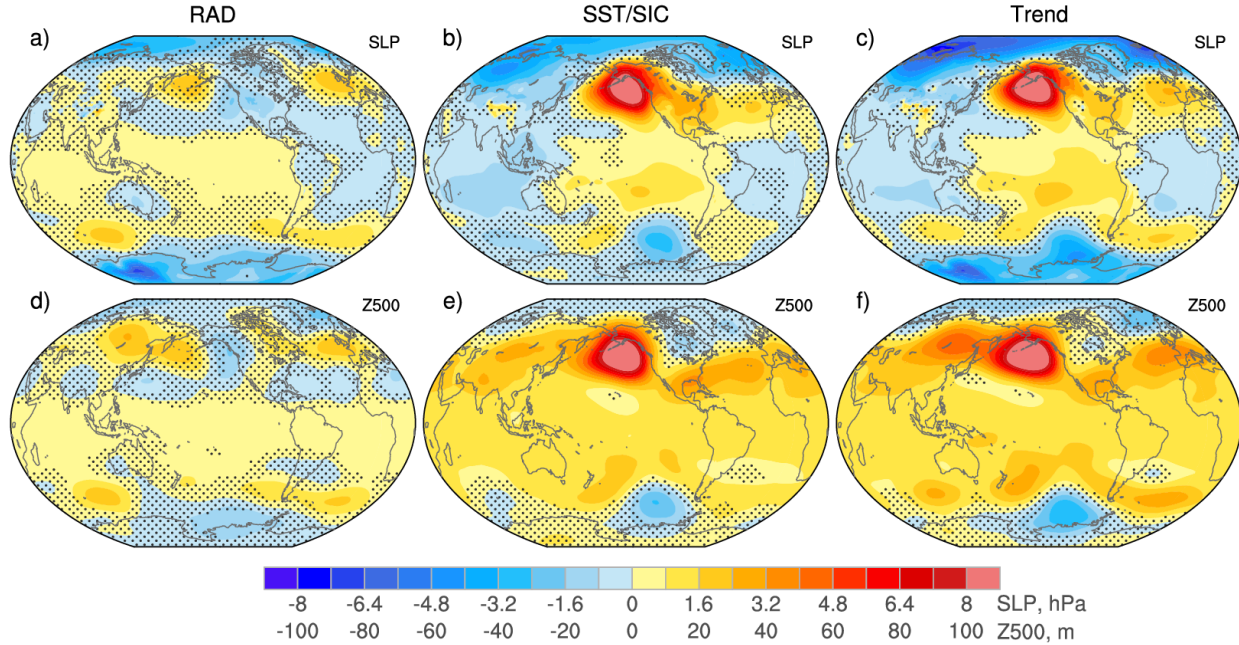 RAD
SST/SIC
Trend
a)
SLP
b)
SLP
c)
SLP
d)
Z500
e)
Z500
f)
Z500
-8 -6.4 -4.8 -3.2 -1.6 0 1.6 3.2 4.8 6.4 8 SLP, hPa
-100 -80 -60 -40 -20 0 20 40 60 80 100 Z500, m